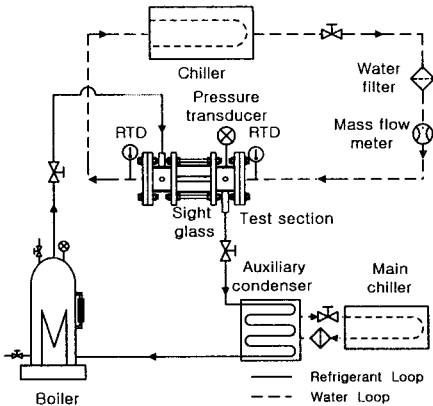 Chiller
Pressure
transducer
RTD
RTD
Water
filter
Mass flow
meter
Sight
glass
Test section
Auxiliary
condenser
Main
chiller
Boiler
Refrigerant Loop
Water Loop